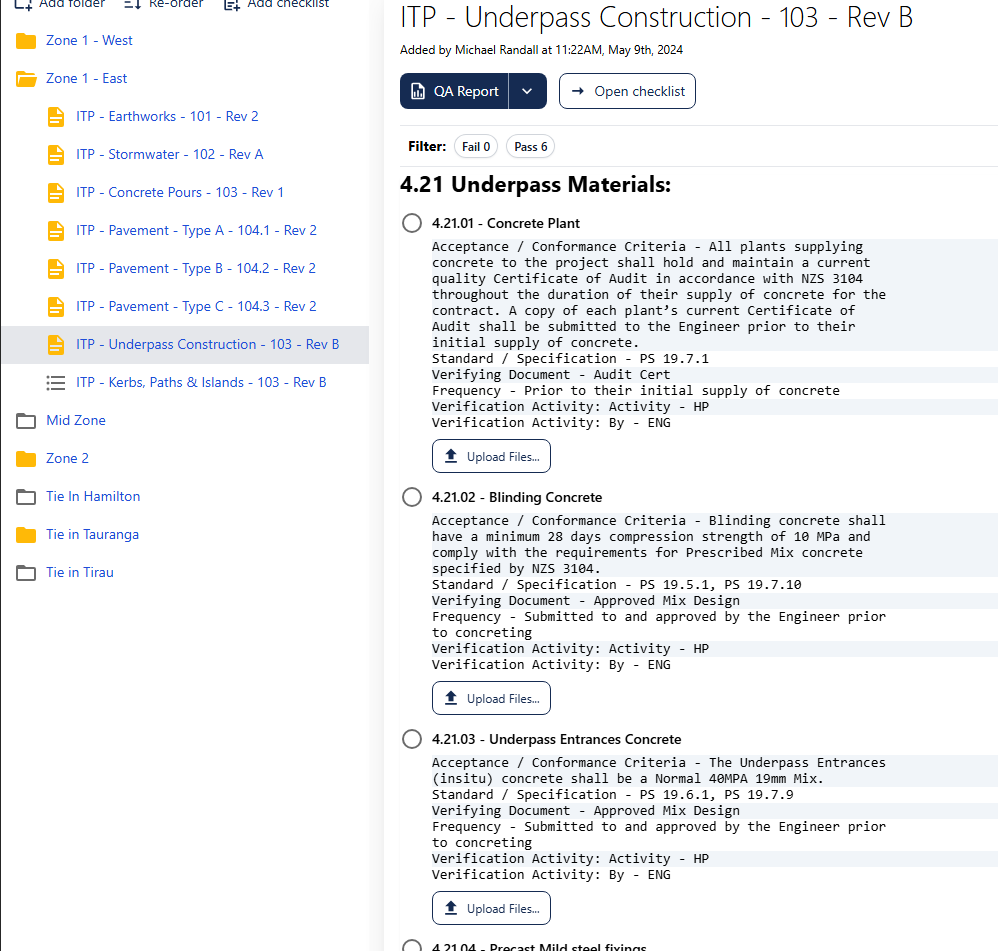 Add folder
Re-order
Add checklist
Zone 1 - West
Zone 1 - East
ITP - Earthworks - 101 - Rev 2
ITP - Stormwater - 102 - Rev A
ITP - Concrete Pours - 103 - Rev 1
ITP - Pavement - Type A - 104.1 - Rev 2
ITP - Pavement - Type B - 104.2 - Rev 2
ITP - Pavement - Type C - 104.3 - Rev 2
ITP - Underpass Construction - 103 - Rev B
ITP - Kerbs, Paths & Islands - 103 - Rev B
Mid Zone
Zone 2
Tie In Hamilton
Tie in Tauranga
Tie in Tirau
ITP - Underpass Construction - 103 - Rev B
Added by Michael Randall at 11:22AM, May 9th, 2024
QA Report
Open checklist
Filter:
Fail 0
Pass 6
4.21 Underpass Materials:
4.21.01 - Concrete Plant
Acceptance / Conformance Criteria - All plants supplying
concrete to the project shall hold and maintain a current
quality Certificate of Audit in accordance with NZS 3104
throughout the duration of their supply of concrete for the
contract. A copy of each plant’s current Certificate of
Audit shall be submitted to the Engineer prior to their
initial supply of concrete.
Standard / Specification - PS 19.7.1
Verifying Document - Audit Cert
Frequency - Prior to their initial supply of concrete
Verification Activity: Activity - HP
Verification Activity: By - ENG
Upload Files...
4.21.02 - Blinding Concrete
Acceptance / Conformance Criteria - Blinding concrete shall
have a minimum 28 days compression strength of 10 MPa and
comply with the requirements for Prescribed Mix concrete
specified by NZS 3104.
Standard / Specification - PS 19.5.1, PS 19.7.10
Verifying Document - Approved Mix Design
Frequency - Submitted to and approved by the Engineer prior
to concreting
Verification Activity: Activity - HP
Verification Activity: By - ENG
Upload Files...
4.21.03 - Underpass Entrances Concrete
Acceptance / Conformance Criteria - The Underpass Entrances
(insitu) concrete shall be a Normal 40MPA 19mm Mix.
Standard / Specification - PS 19.6.1, PS 19.7.9
Verifying Document - Approved Mix Design
Frequency - Submitted to and approved by the Engineer prior
to concreting
Verification Activity: Activity - HP
Verification Activity: By - ENG
Upload Files...
4.21.04 - Precast Mild steel fixings